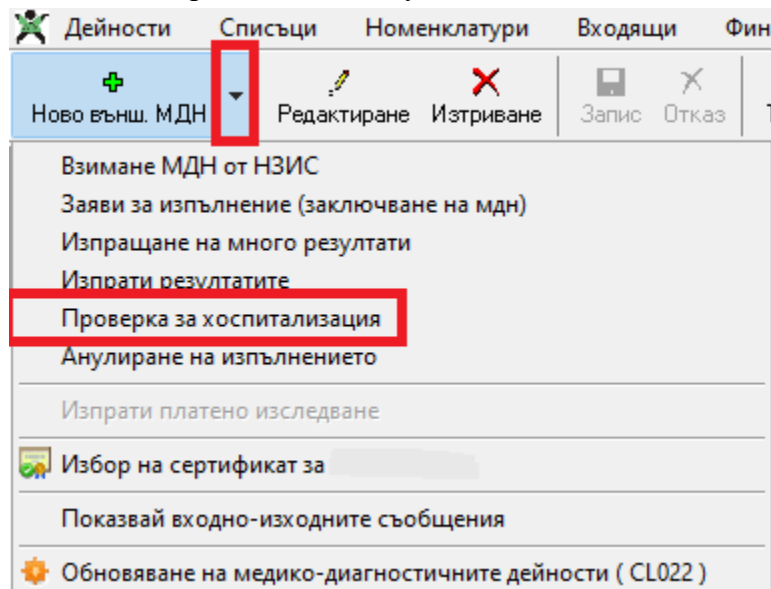 Дейности Списъци Номенклатури Входящи Фин
Ново външ. МДН Редактиране Изтриване Запис Отказ
Взимане МДН от НЗИС
Заяви за изпълнение (заключване на мдн)
Изпращане на много резултати
Изпрати резултатите
Проверка за хоспитализация
Анулиране на изпълнението
Изпрати платено изследване
Избор на сертификат за
Показвай входно-изходните съобщения
Обновяване на медико-диагностичните дейности ( CL022 )